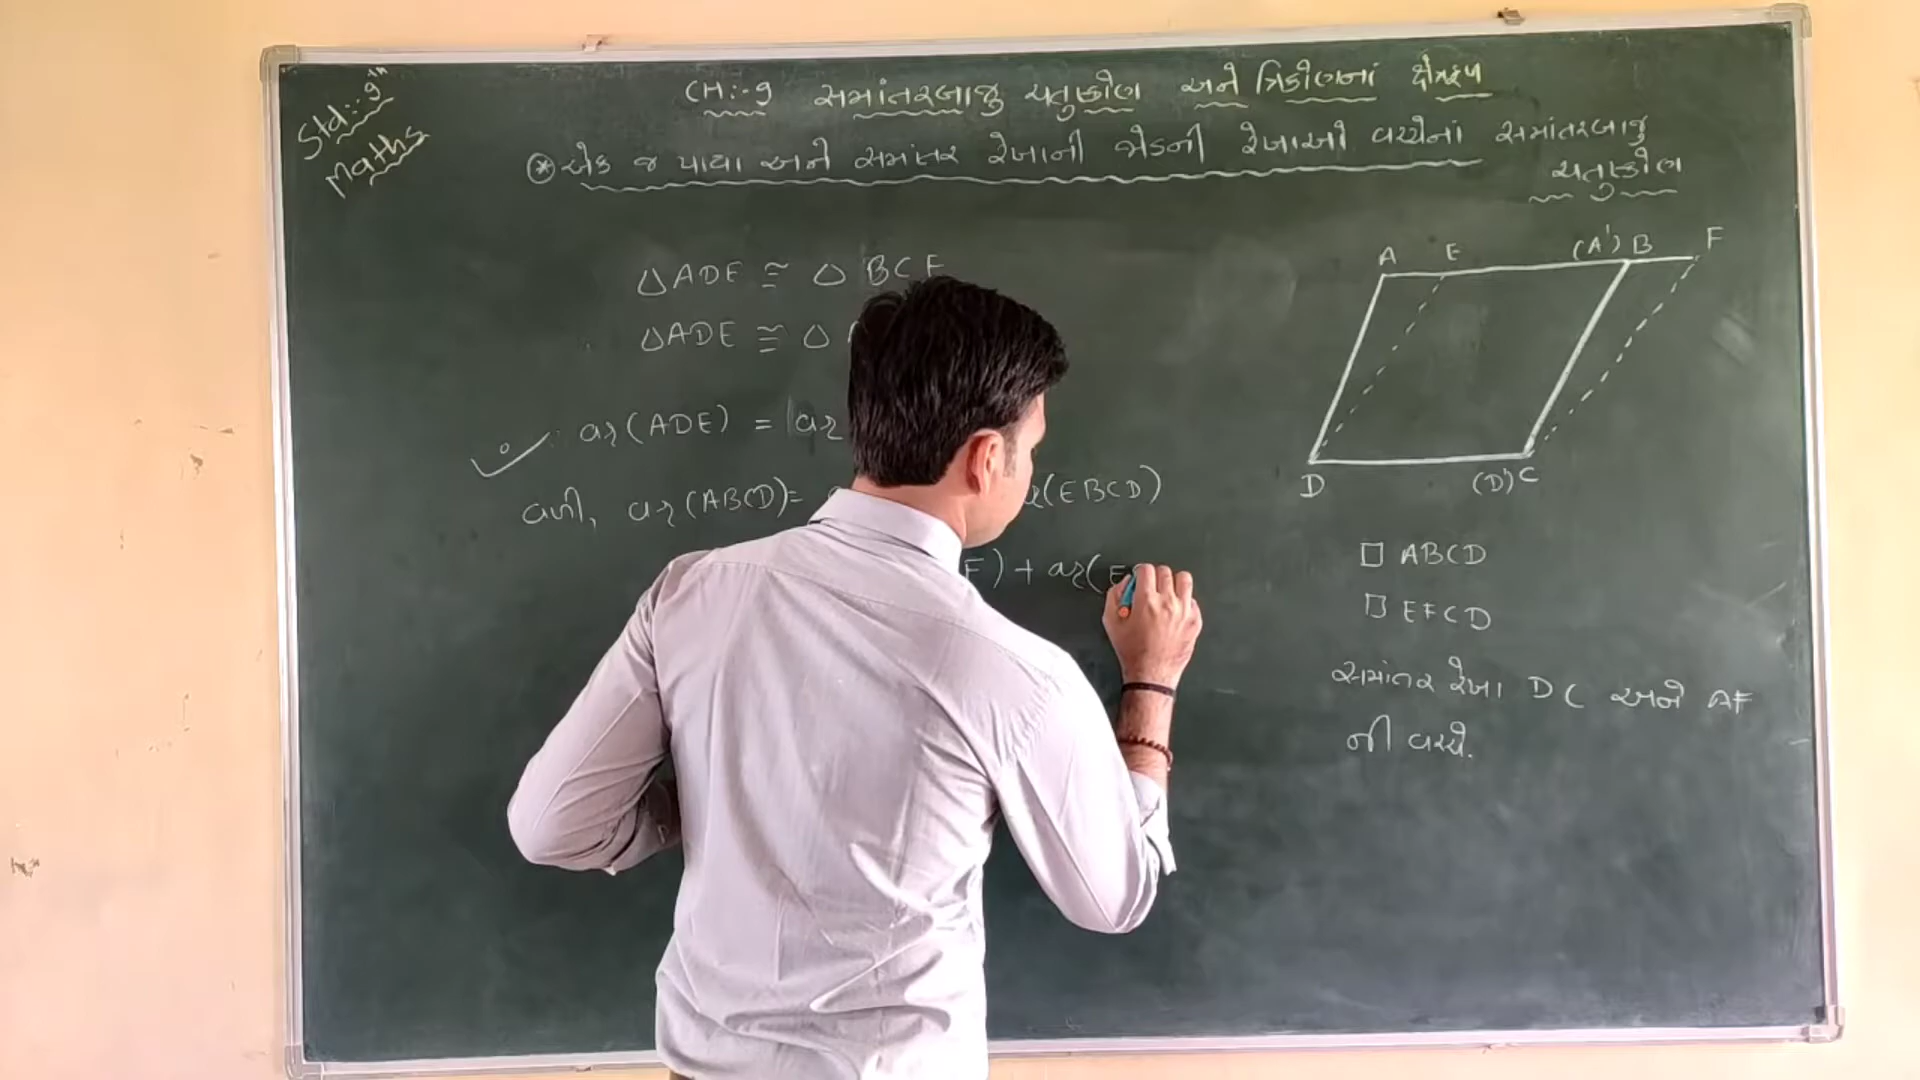 Std:- 9th
Maths
CH:-9 સમાંતરબાજુ ચતુષ્કોણ અને ત્રિકોણનાં ક્ષેત્રફળ
* એક જ પાયા અને સમાંતર રેખાની જોડની રેખાઓ વચ્ચેનાં સમાંતરબાજુ
ચતુષ્કોણ
△ADE ≅ △BCF
△ADE ≅ △
ar(ADE) = ar
વળી, ar(ABCD)= (EBCD)
F) + ar(E
A E (A') B F
D (D') C
□ ABCD
□ EFCD
સમાંતર રેખા DC અને AF
ની વચ્ચે.